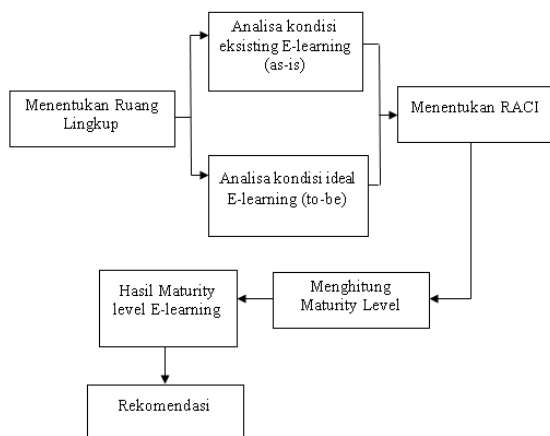 Menentukan Ruang
Lingkup
Analisa kondisi
eksisting E-learning
(as-is)
Analisa kondisi ideal
E-learning (to-be)
Menentukan RACI
Menghitung
Maturity Level
Hasil Maturity
level E-learning
Rekomendasi